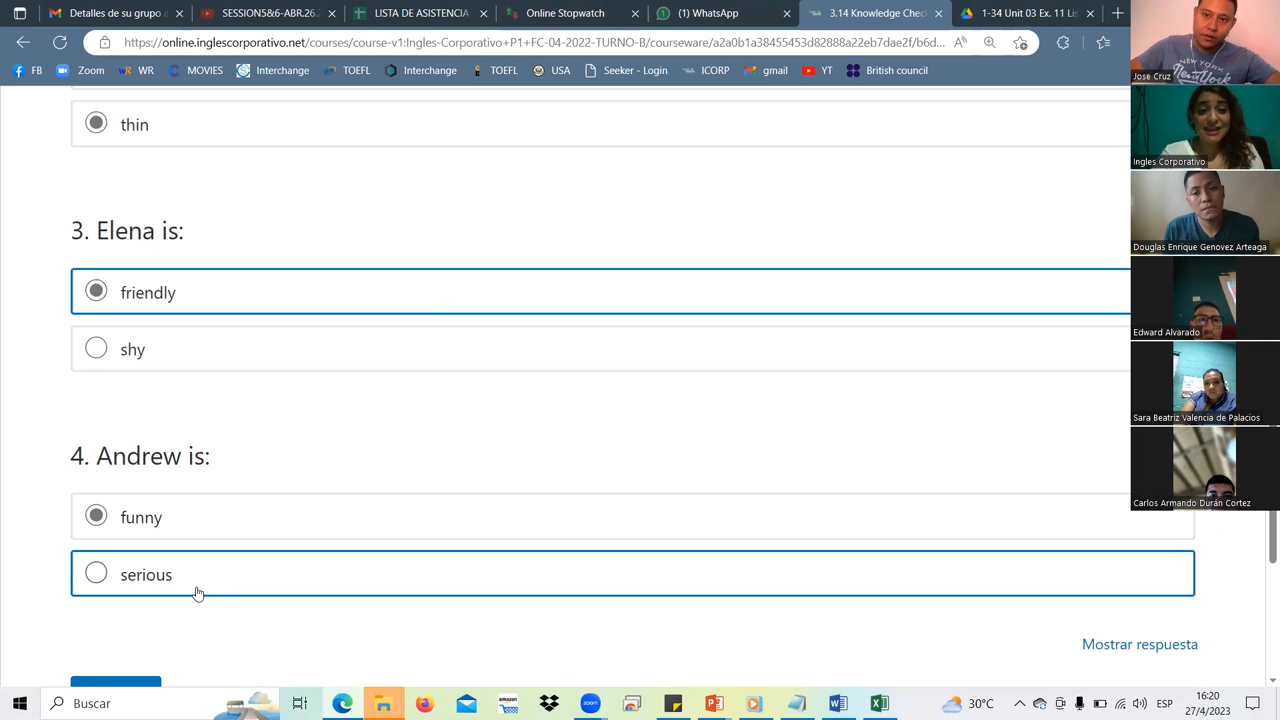 Detalles de su grupo a
SESSION5&6-ABR.26.
LISTA DE ASISTENCIA
Online Stopwatch
(1) WhatsApp
3.14 Knowledge Chec
1-34 Unit 03 Ex. 11 Lis
https://online.inglescorporativo.net/courses/course-v1:Ingles-Corporativo+P1+FC-04-2022-TURNO-B/courseware/a2a0b1a38455453d82888a22eb7dae2f/b6d...
FB
Zoom
WR
MOVIES
Interchange
TOEFL
Interchange
TOEFL
USA
Seeker - Login
ICORP
gmail
YT
British council
NEW YORK
New York
Jose Cruz
Ingles Corporativo
Douglas Enrique Genovez Arteaga
Edward Alvarado
Sara Beatriz Valencia de Palacios
Carlos Armando Durán Cortez
thin
3. Elena is:
friendly
shy
4. Andrew is:
funny
serious
Mostrar respuesta
Buscar
30°C
ESP
16:20
27/4/2023